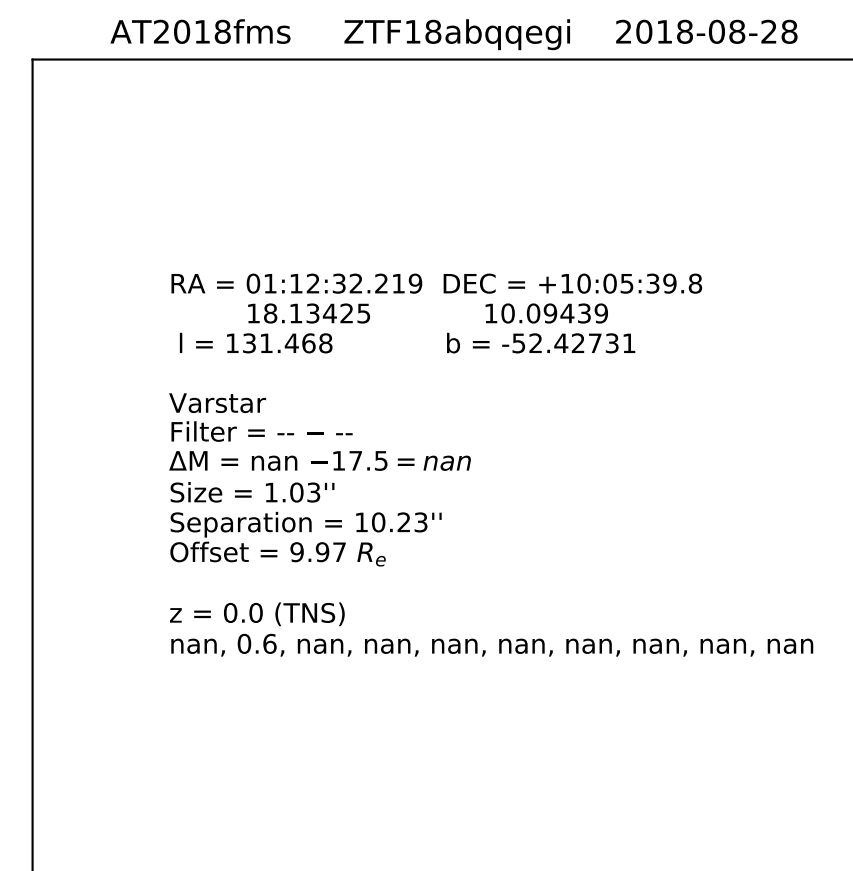 AT2018fms ZTF18abqqegi 2018-08-28
RA = 01:12:32.219 DEC = +10:05:39.8
18.13425 10.09439
l = 131.468 b = -52.42731
Varstar
Filter = -- − --
ΔM = nan −17.5 = nan
Size = 1.03''
Separation = 10.23''
Offset = 9.97 Rₑ
z = 0.0 (TNS)
nan, 0.6, nan, nan, nan, nan, nan, nan, nan, nan